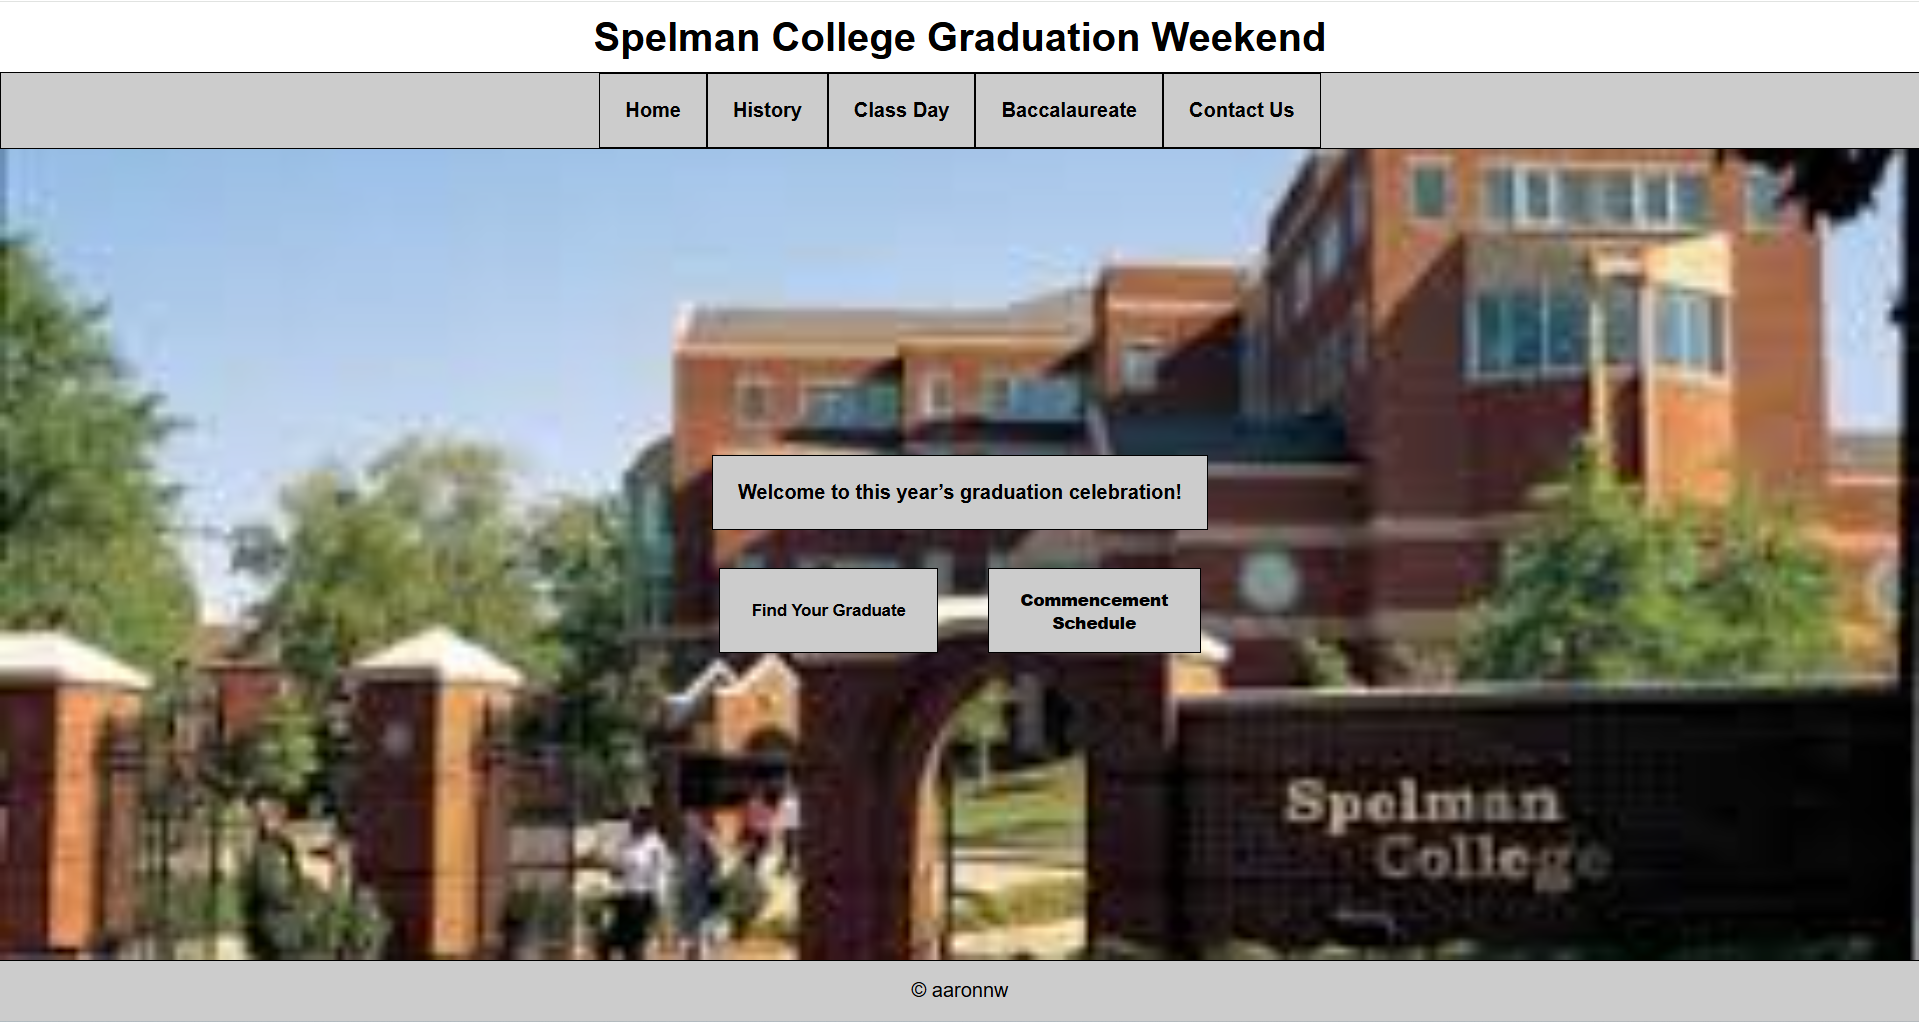 Spelman College Graduation Weekend
Home History Class Day Baccalaureate Contact Us
Welcome to this year’s graduation celebration!
Find Your Graduate
Commencement
Schedule
Spelman
College
© aaronnw